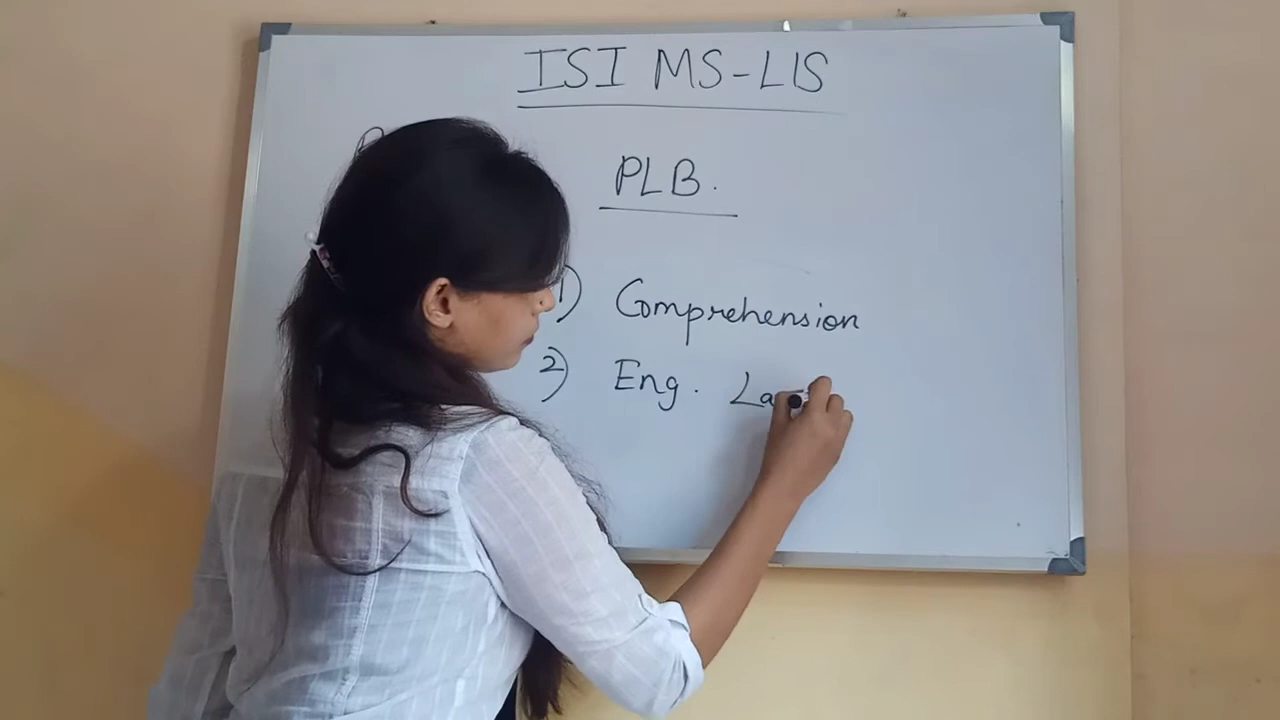 ISI MS-LIS
PLB.
1) Comprehension
2) Eng. La